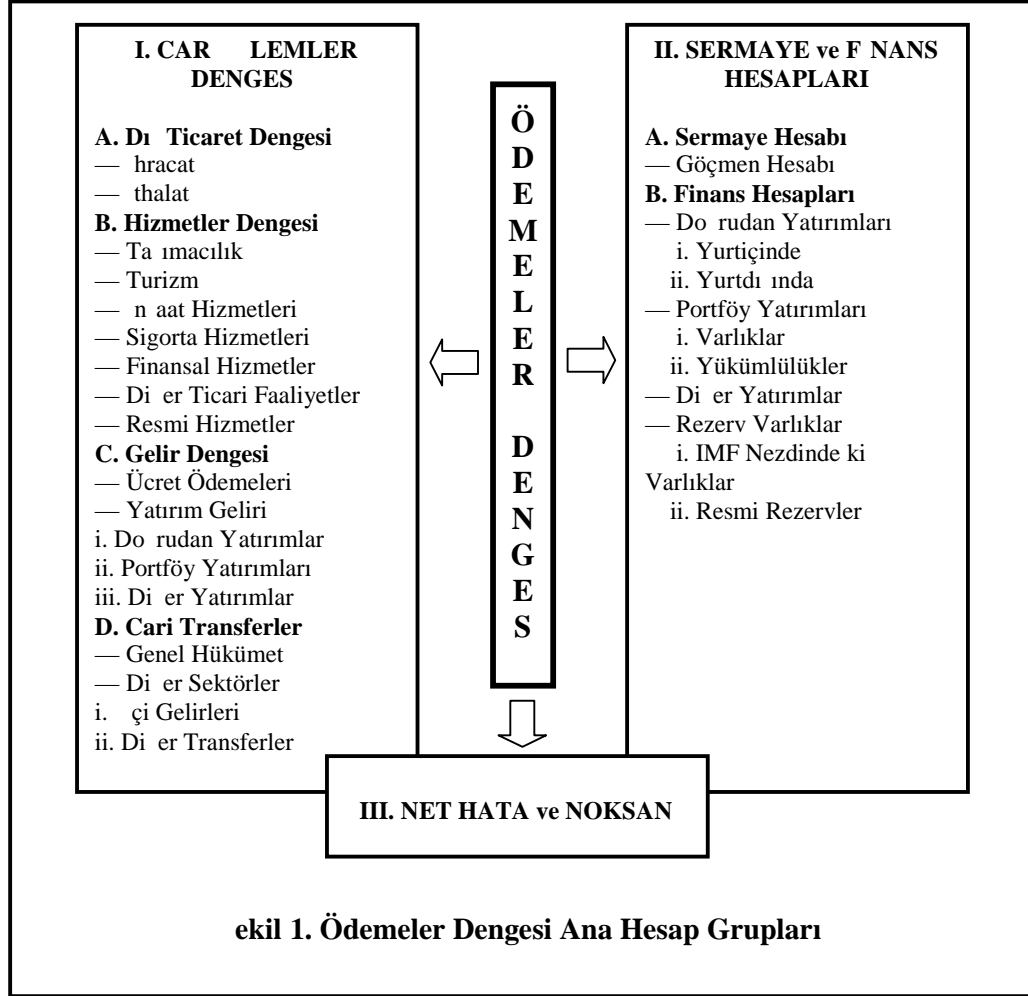 I. CAR LEMLER
DENGES
A. Dı Ticaret Dengesi
— hracat
— thalat
B. Hizmetler Dengesi
— Ta ımacılık
— Turizm
— n aat Hizmetleri
— Sigorta Hizmetleri
— Finansal Hizmetler
— Di er Ticari Faaliyetler
— Resmi Hizmetler
C. Gelir Dengesi
— Ücret Ödemeleri
— Yatırım Geliri
i. Do rudan Yatırımlar
ii. Portföy Yatırımları
iii. Di er Yatırımlar
D. Cari Transferler
— Genel Hükümet
— Di er Sektörler
i. çi Gelirleri
ii. Di er Transferler
ÖDEMELER DENGES
II. SERMAYE ve F NANS
HESAPLARI
A. Sermaye Hesabı
— Göçmen Hesabı
B. Finans Hesapları
— Do rudan Yatırımları
i. Yurtiçinde
ii. Yurtdı ında
— Portföy Yatırımları
i. Varlıklar
ii. Yükümlülükler
— Di er Yatırımlar
— Rezerv Varlıklar
i. IMF Nezdinde ki
Varlıklar
ii. Resmi Rezervler
III. NET HATA ve NOKSAN
ekil 1. Ödemeler Dengesi Ana Hesap Grupları